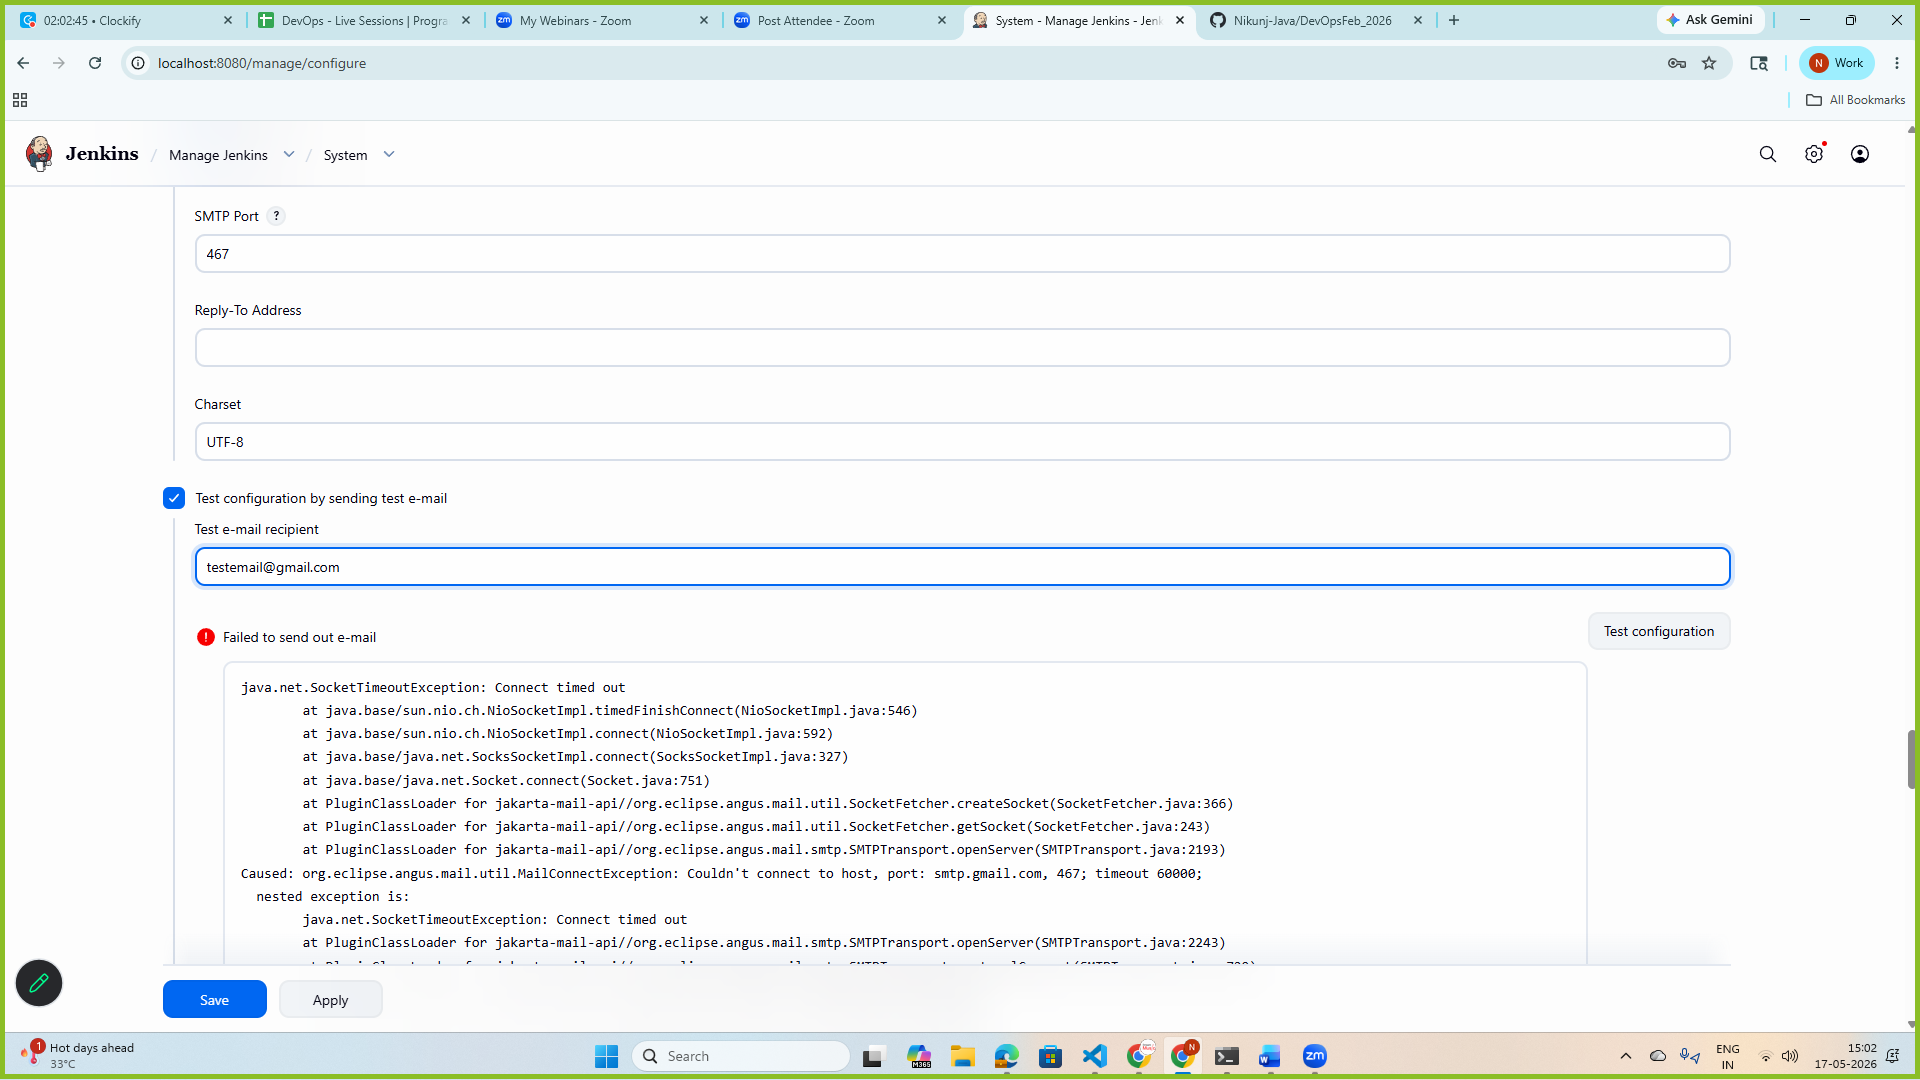 02:02:45 • Clockify
DevOps - Live Sessions | Progra
My Webinars - Zoom
Post Attendee - Zoom
System - Manage Jenkins - Jenk
Nikunj-Java/DevOpsFeb_2026
Ask Gemini
localhost:8080/manage/configure
N Work
All Bookmarks
Jenkins / Manage Jenkins / System
SMTP Port ?
467
Reply-To Address
Charset
UTF-8
Test configuration by sending test e-mail
Test e-mail recipient
testemail@gmail.com
Failed to send out e-mail
Test configuration
java.net.SocketTimeoutException: Connect timed out
at java.base/sun.nio.ch.NioSocketImpl.timedFinishConnect(NioSocketImpl.java:546)
at java.base/sun.nio.ch.NioSocketImpl.connect(NioSocketImpl.java:592)
at java.base/java.net.SocksSocketImpl.connect(SocksSocketImpl.java:327)
at java.base/java.net.Socket.connect(Socket.java:751)
at PluginClassLoader for jakarta-mail-api//org.eclipse.angus.mail.util.SocketFetcher.createSocket(SocketFetcher.java:366)
at PluginClassLoader for jakarta-mail-api//org.eclipse.angus.mail.util.SocketFetcher.getSocket(SocketFetcher.java:243)
at PluginClassLoader for jakarta-mail-api//org.eclipse.angus.mail.smtp.SMTPTransport.openServer(SMTPTransport.java:2193)
Caused: org.eclipse.angus.mail.util.MailConnectException: Couldn't connect to host, port: smtp.gmail.com, 467; timeout 60000;
nested exception is:
java.net.SocketTimeoutException: Connect timed out
at PluginClassLoader for jakarta-mail-api//org.eclipse.angus.mail.smtp.SMTPTransport.openServer(SMTPTransport.java:2243)
Save
Apply
1
Hot days ahead
33°C
Search
M365
zm
ENG
IN
15:02
17-05-2026